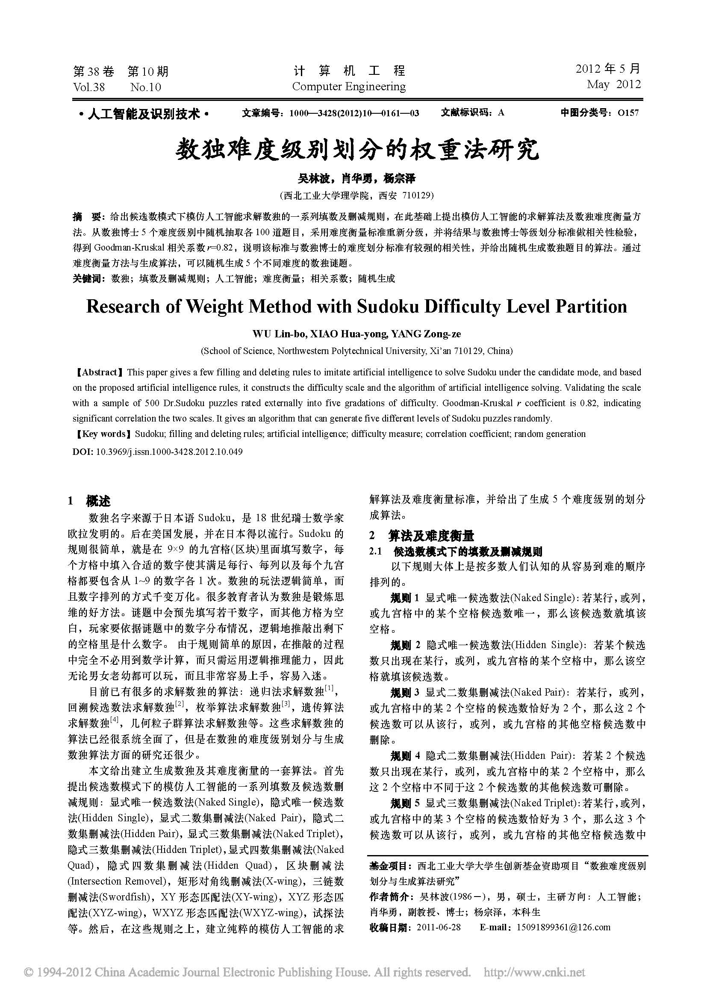 第 38 卷 第 10 期
Vol.38 No.10
计 算 机 工 程
Computer Engineering
2012 年 5 月
May 2012
·人工智能及识别技术·
文章编号：1000—3428(2012)10—0161—03
文献标识码：A
中图分类号：O157
数独难度级别划分的权重法研究
吴林波，肖华勇，杨宗泽
(西北工业大学理学院，西安 710129)
摘 要：给出候选数模式下模仿人工智能求解数独的一系列填数及删减规则，在此基础上提出模仿人工智能的求解算法及数独难度衡量方
法。从数独博士 5 个难度级别中随机抽取各 100 道题目，采用难度衡量标准重新分级，并将结果与数独博士等级划分标准做相关性检验，
得到 Goodman-Kruskal 相关系数 r=0.82，说明该标准与数独博士的难度划分标准有较强的相关性，并给出随机生成数独题目的算法。通过
难度衡量方法与生成算法，可以随机生成 5 个不同难度的数独谜题。
关键词：数独；填数及删减规则；人工智能；难度衡量；相关系数；随机生成
Research of Weight Method with Sudoku Difficulty Level Partition
WU Lin-bo, XIAO Hua-yong, YANG Zong-ze
(School of Science, Northwestern Polytechnical University, Xi’an 710129, China)
【Abstract】This paper gives a few filling and deleting rules to imitate artificial intelligence to solve Sudoku under the candidate mode, and based
on the proposed artificial intelligence rules, it constructs the difficulty scale and the algorithm of artificial intelligence solving. Validating the scale
with a sample of 500 Dr.Sudoku puzzles rated externally into five gradations of difficulty. Goodman-Kruskal r coefficient is 0.82, indicating
significant correlation the two scales. It gives an algorithm that can generate five different levels of Sudoku puzzles randomly.
【Key words】Sudoku; filling and deleting rules; artificial intelligence; difficulty measure; correlation coefficient; random generation
DOI: 10.3969/j.issn.1000-3428.2012.10.049
1 概述
数独名字来源于日本语 Sudoku，是 18 世纪瑞士数学家
欧拉发明的。后在美国发展，并在日本得以流行。Sudoku 的
规则很简单，就是在 9×9 的九宫格(区块)里面填写数字，每
个方格中填入合适的数字使其满足每行、每列以及每个九宫
格都要包含从 1~9 的数字各 1 次。数独的玩法逻辑简单，而
且数字排列的方式千变万化。很多教育者认为数独是锻炼思
维的好方法。谜题中会预先填写若干数字，而其他方格为空
白，玩家要依据谜题中的数字分布情况，逻辑地推敲出剩下
的空格里是什么数字。 由于规则简单的原因，在推敲的过程
中完全不必用到数学计算，而只需运用逻辑推理能力，因此
无论男女老幼都可以玩，而且非常容易上手，容易入迷。
目前已有很多的求解数独的算法：递归法求解数独[1]，
回溯候选数法求解数独[2]，枚举算法求解数独[3]，遗传算法
求解数独[4]，几何粒子群算法求解数独等。这些求解数独的
算法已经很系统全面了，但是在数独的难度级别划分与生成
数独算法方面的研究还很少。
本文给出建立生成数独及其难度衡量的一套算法。首先
提出候选数模式下的模仿人工智能的一系列填数及候选数删
减规则：显式唯一候选数法(Naked Single)，隐式唯一候选数
法(Hidden Single)，显式二数集删减法(Naked Pair)，隐式二
数集删减法(Hidden Pair)，显式三数集删减法(Naked Triplet)，
隐式三数集删减法(Hidden Triplet)，显式四数集删减法(Naked
Quad)，隐式四数集删减法(Hidden Quad)，区块删减法
(Intersection Removel)，矩形对角线删减法(X-wing)，三链数
删减法(Swordfish)，XY 形态匹配法(XY-wing)，XYZ 形态匹
配法(XYZ-wing)，WXYZ 形态匹配法(WXYZ-wing)，试探法
等。然后，在这些规则之上，建立纯粹的模仿人工智能的求
解算法及难度衡量标准，并给出了生成 5 个难度级别的划分
成算法。
2 算法及难度衡量
2.1 候选数模式下的填数及删减规则
以下规则大体上是按多数人们认知的从容易到难的顺序
排列的。
规则 1 显式唯一候选数法(Naked Single)：若某行，或列，
或九宫格中的某个空格候选数唯一，那么该候选数就填该
空格。
规则 2 隐式唯一候选数法(Hidden Single)：若某个候选
数只出现在某行，或列，或九宫格的某个空格中，那么该空
格就填该候选数。
规则 3 显式二数集删减法(Naked Pair)：若某行，或列，
或九宫格中的某 2 个空格的候选数恰好为 2 个，那么这 2 个
候选数可以从该行，或列，或九宫格的其他空格候选数中
删除。
规则 4 隐式二数集删减法(Hidden Pair)：若某 2 个候选
数只出现在某行，或列，或九宫格中的某 2 个空格中，那么
这 2 个空格中不同于这 2 个候选数的其他候选数可删除。
规则 5 显式三数集删减法(Naked Triplet)：若某行，或列，
或九宫格中的某 3 个空格的候选数恰好为 3 个，那么这 3 个
候选数可以从该行，或列，或九宫格的其他空格候选数中
基金项目：西北工业大学大学生创新基金资助项目“数独难度级别
划分与生成算法研究”
作者简介：吴林波(1986－)，男，硕士，主研方向：人工智能；
肖华勇，副教授、博士；杨宗泽，本科生
收稿日期：2011-06-28 E-mail：15091899361@126.com
© 1994-2012 China Academic Journal Electronic Publishing House. All rights reserved. http://www.cnki.net